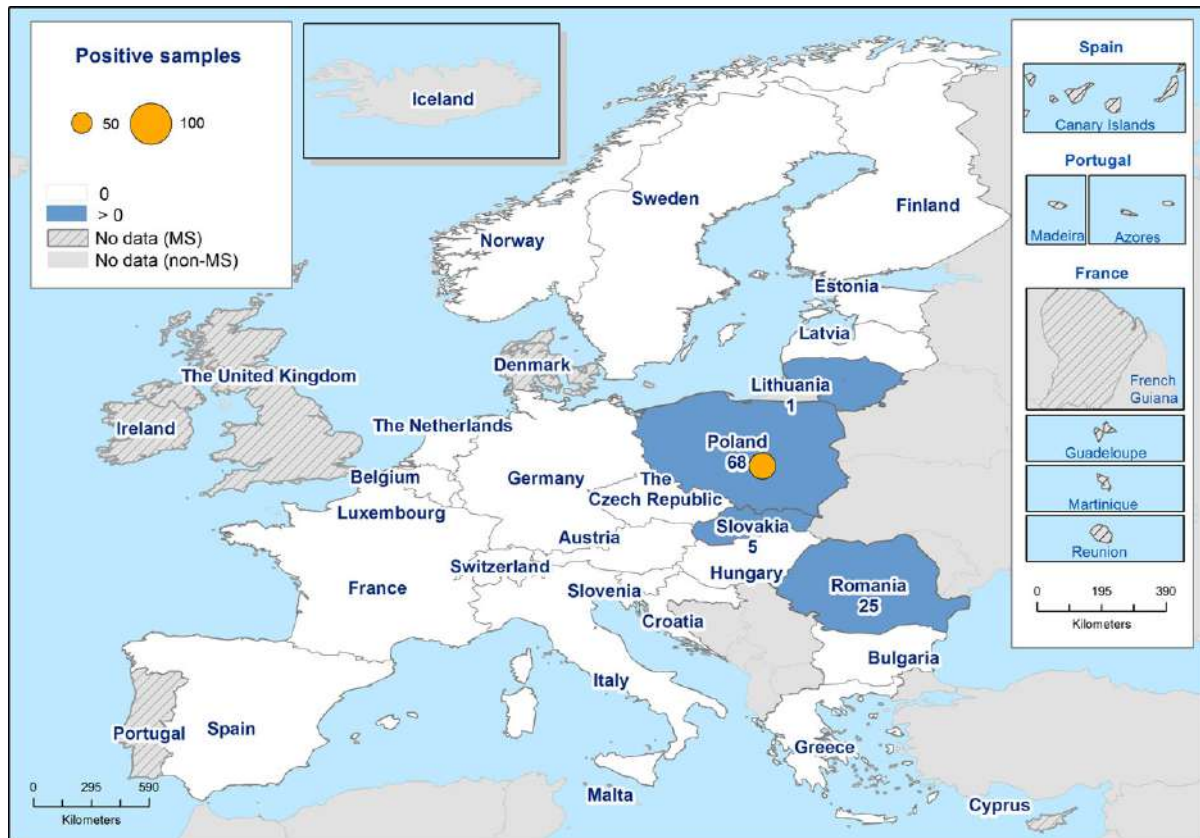 Positive samples
50
100
0
> 0
No data (MS)
No data (non-MS)
Iceland
Spain
Canary Islands
Portugal
Madeira
Azores
France
French
Guiana
Guadeloupe
Martinique
Reunion
0 195 390
Kilometers
Sweden
Finland
Norway
Estonia
Latvia
Denmark
Lithuania
1
The United Kingdom
Ireland
The Netherlands
Poland
68
Belgium
Germany
The
Czech Republic
Luxembourg
Slovakia
5
Austria
Switzerland
Hungary
France
Slovenia
Romania
25
Croatia
Bulgaria
Italy
Portugal
Spain
Greece
Malta
Cyprus
0 295 590
Kilometers